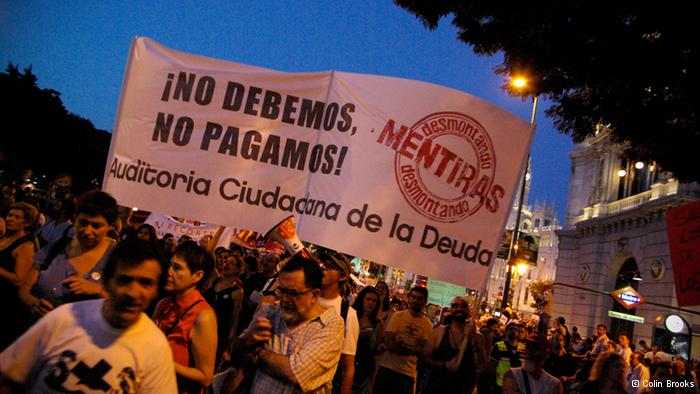 ¡NO DEBEMOS,
NO PAGAMOS!
Auditoria Ciudadana de la Deuda
desmontando
MENTIRAS
desmontando
© Colin Brooks